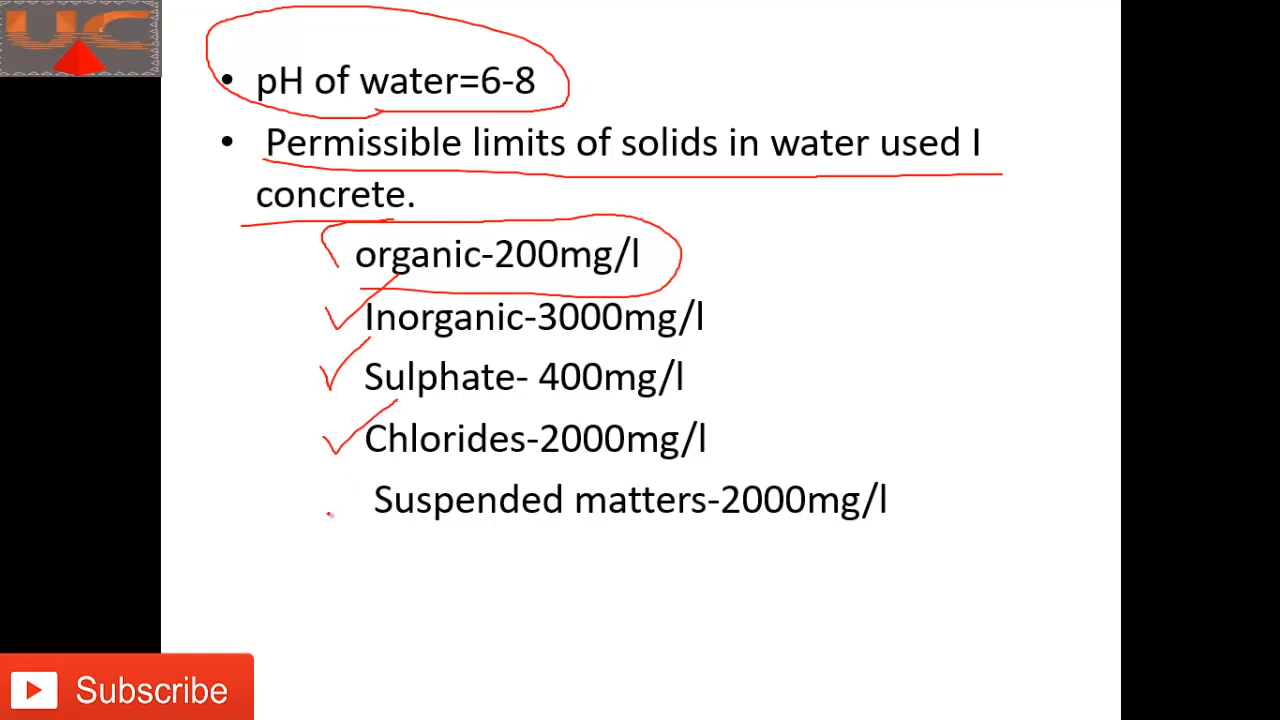 UC
• pH of water=6-8
• Permissible limits of solids in water used I
concrete.
organic-200mg/l
Inorganic-3000mg/l
Sulphate- 400mg/l
Chlorides-2000mg/l
Suspended matters-2000mg/l
Subscribe